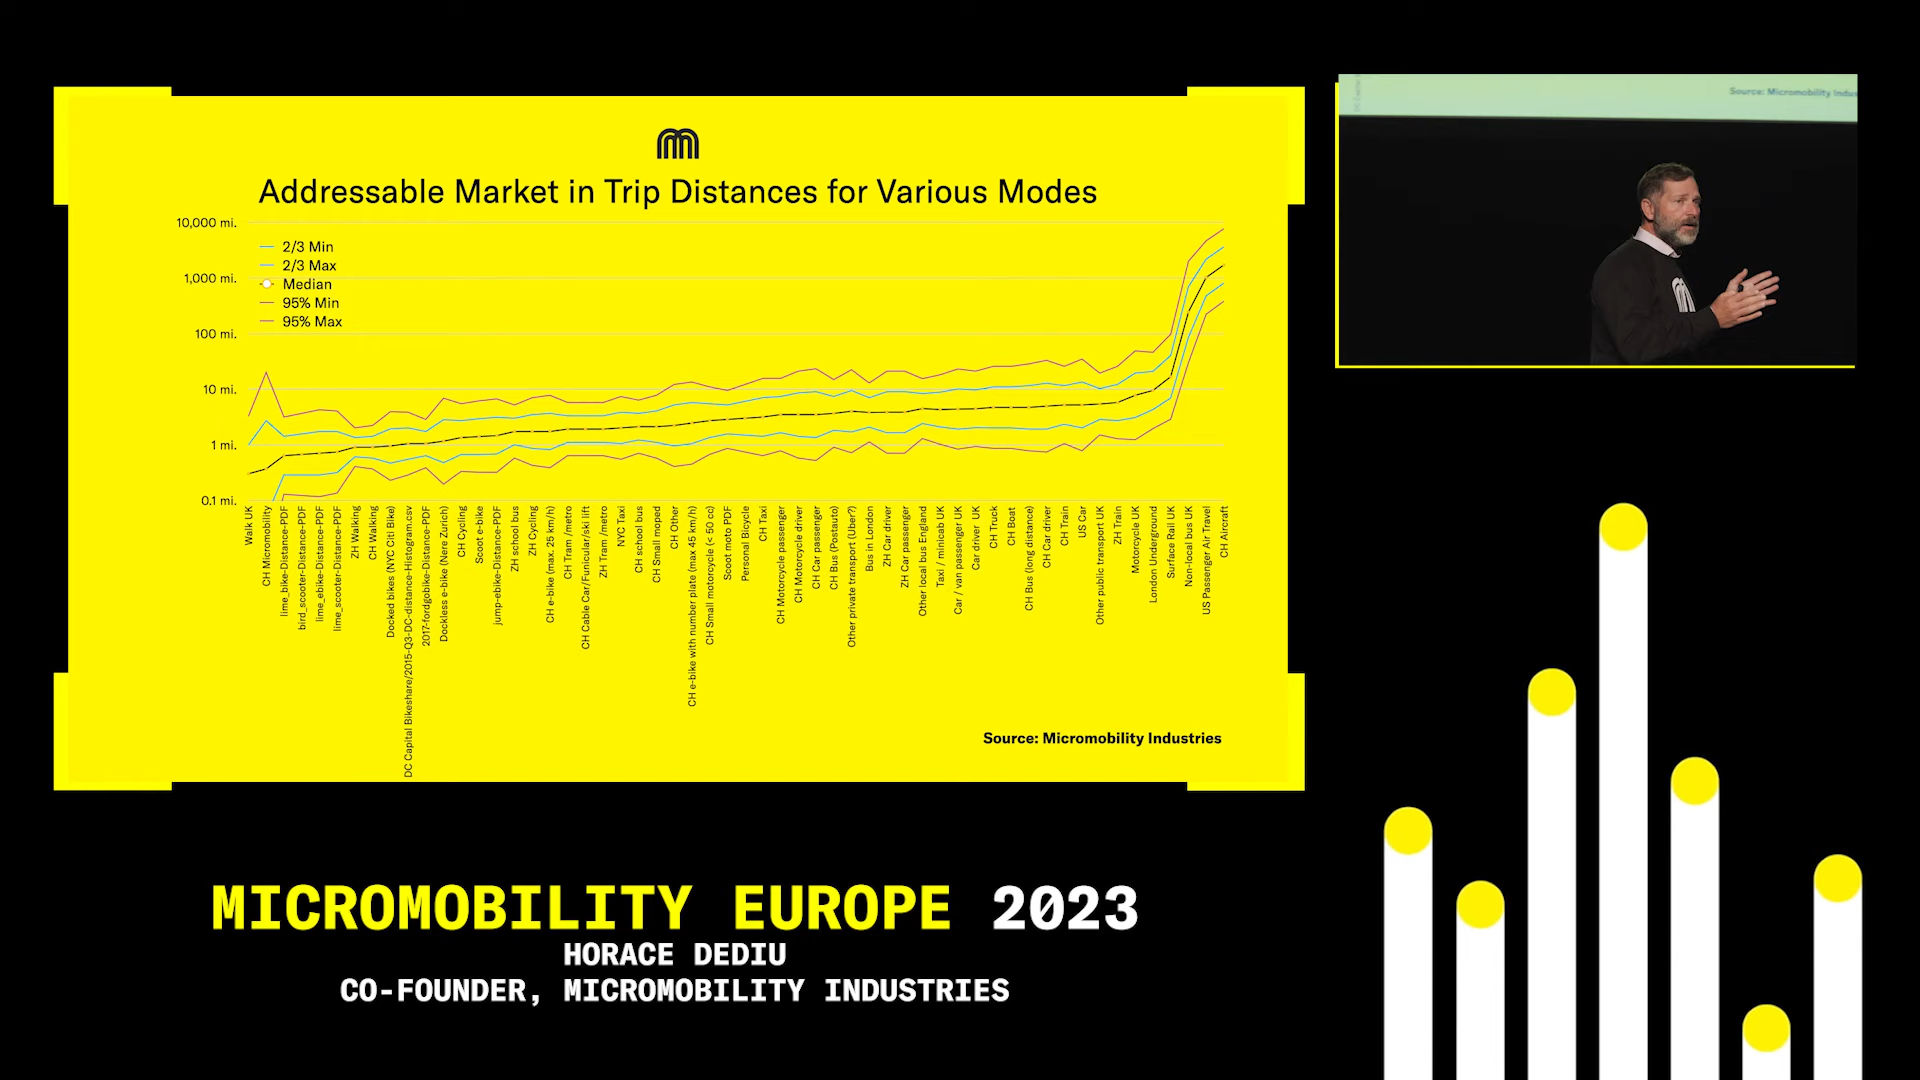 Addressable Market in Trip Distances for Various Modes
10,000 mi.
1,000 mi.
100 mi.
10 mi.
1 mi.
0.1 mi.
2/3 Min
2/3 Max
Median
95% Min
95% Max
Walk UK
CH Micromobility
lime_bike-Distance-PDF
bird_scooter-Distance-PDF
lime_ebike-Distance-PDF
lime_scooter-Distance-PDF
ZH Walking
CH Walking
Docked bikes (NYC Citi Bike)
DC Capital Bikeshare/2015-Q3-DC-distance-Histogram.csv
2017-fordgobike-Distance-PDF
Dockless e-bike (Nere Zurich)
CH Cycling
Scoot e-bike
jump-ebike-Distance-PDF
ZH school bus
ZH Cycling
CH e-bike (max. 25 km/h)
CH Tram /metro
CH Cable Car/Funicular/ski lift
ZH Tram /metro
NYC Taxi
CH school bus
CH Small moped
CH Other
CH e-bike with number plate (max 45 km/h)
CH Small motorcycle (< 50 cc)
Scoot moto PDF
Personal Bicycle
CH Taxi
CH Motorcycle passenger
CH Motorcycle driver
CH Car passenger
CH Bus (Postauto)
Other private transport (Uber?)
Bus in London
ZH Car driver
ZH Car passenger
Other local bus England
Taxi / minicab UK
Car / van passenger UK
Car driver UK
CH Truck
CH Boat
CH Bus (long distance)
CH Car driver
CH Train
US Car
Other public transport UK
ZH Train
Motorcycle UK
London Underground
Surface Rail UK
Non-local bus UK
US Passenger Air Travel
CH Aircraft
Source: Micromobility Industries
Source: Micromobility Indus
MICROMOBILITY EUROPE 2023
HORACE DEDIU
CO-FOUNDER, MICROMOBILITY INDUSTRIES